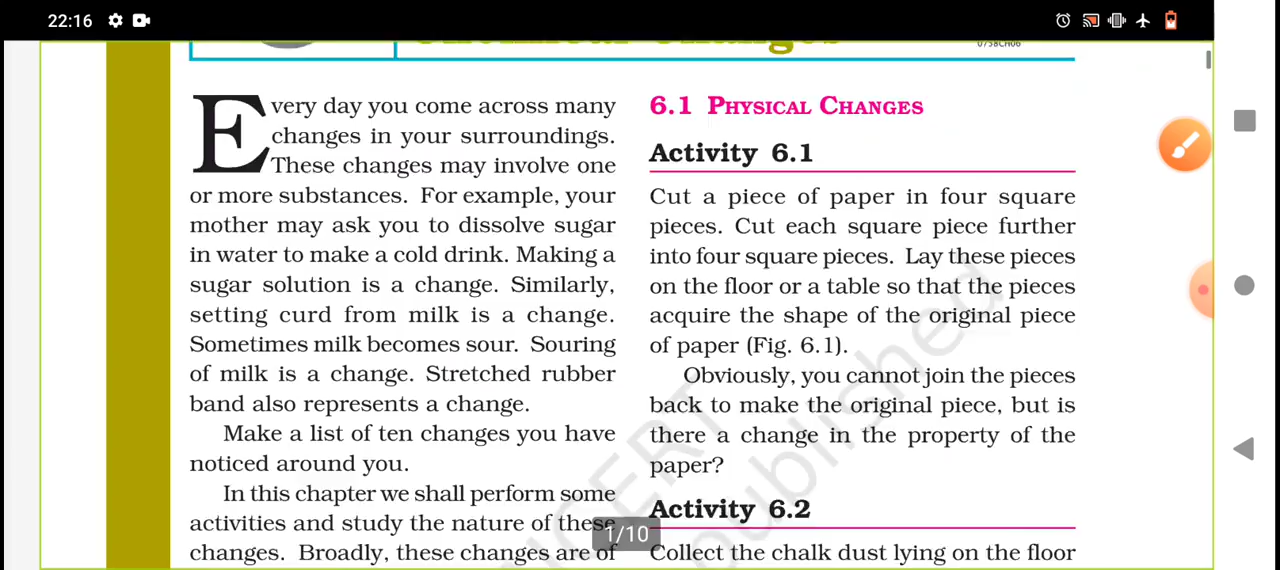 22:16
0758CH06
Every day you come across many
changes in your surroundings.
These changes may involve one
or more substances. For example, your
mother may ask you to dissolve sugar
in water to make a cold drink. Making a
sugar solution is a change. Similarly,
setting curd from milk is a change.
Sometimes milk becomes sour. Souring
of milk is a change. Stretched rubber
band also represents a change.
Make a list of ten changes you have
noticed around you.
In this chapter we shall perform some
activities and study the nature of these
changes. Broadly, these changes are of
6.1 PHYSICAL CHANGES
Activity 6.1
Cut a piece of paper in four square
pieces. Cut each square piece further
into four square pieces. Lay these pieces
on the floor or a table so that the pieces
acquire the shape of the original piece
of paper (Fig. 6.1).
Obviously, you cannot join the pieces
back to make the original piece, but is
there a change in the property of the
paper?
Activity 6.2
Collect the chalk dust lying on the floor
1/10
NCERT
published